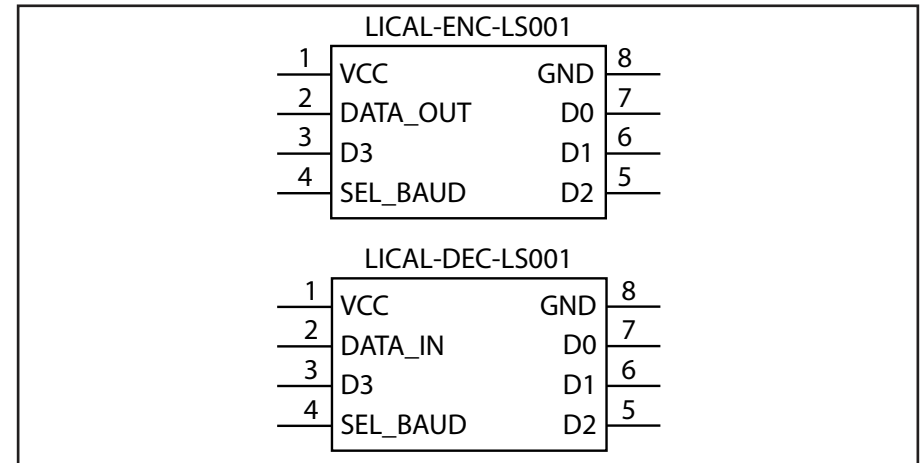 LICAL-ENC-LS001
1 VCC GND 8
2 DATA_OUT D0 7
3 D3 D1 6
4 SEL_BAUD D2 5
LICAL-DEC-LS001
1 VCC GND 8
2 DATA_IN D0 7
3 D3 D1 6
4 SEL_BAUD D2 5